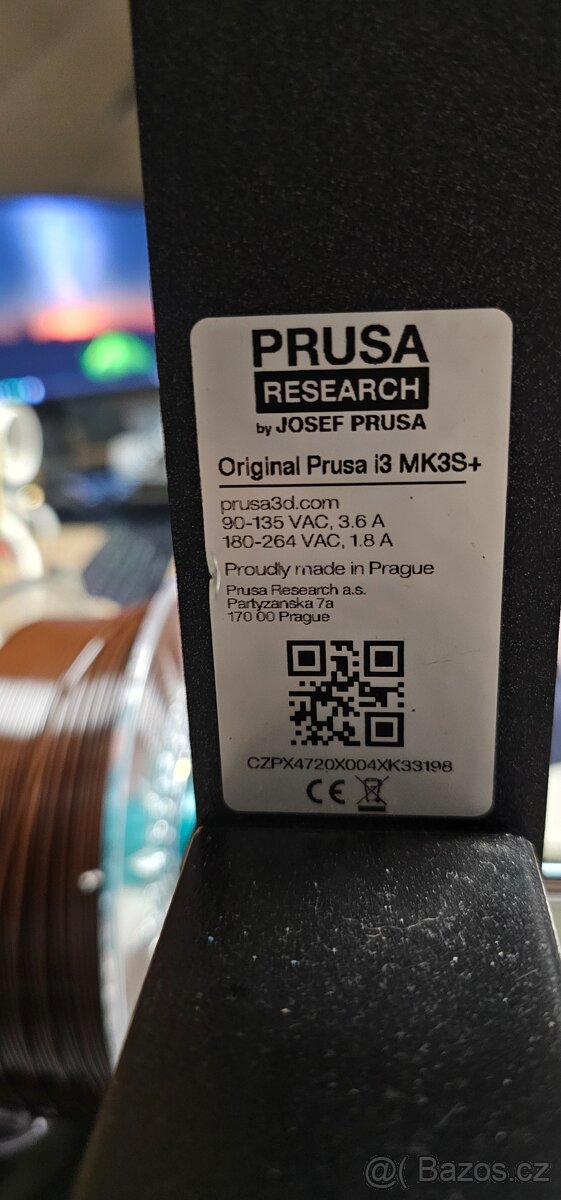 PRUSA
RESEARCH
by JOSEF PRUSA
Original Prusa i3 MK3S+
prusa3d.com
90-135 VAC, 3.6 A
180-264 VAC, 1.8 A
Proudly made in Prague
Prusa Research a.s.
Partyzanska 7a
170 00 Prague
CZPX4720X004XK33198
CE
@( Bazos.cz